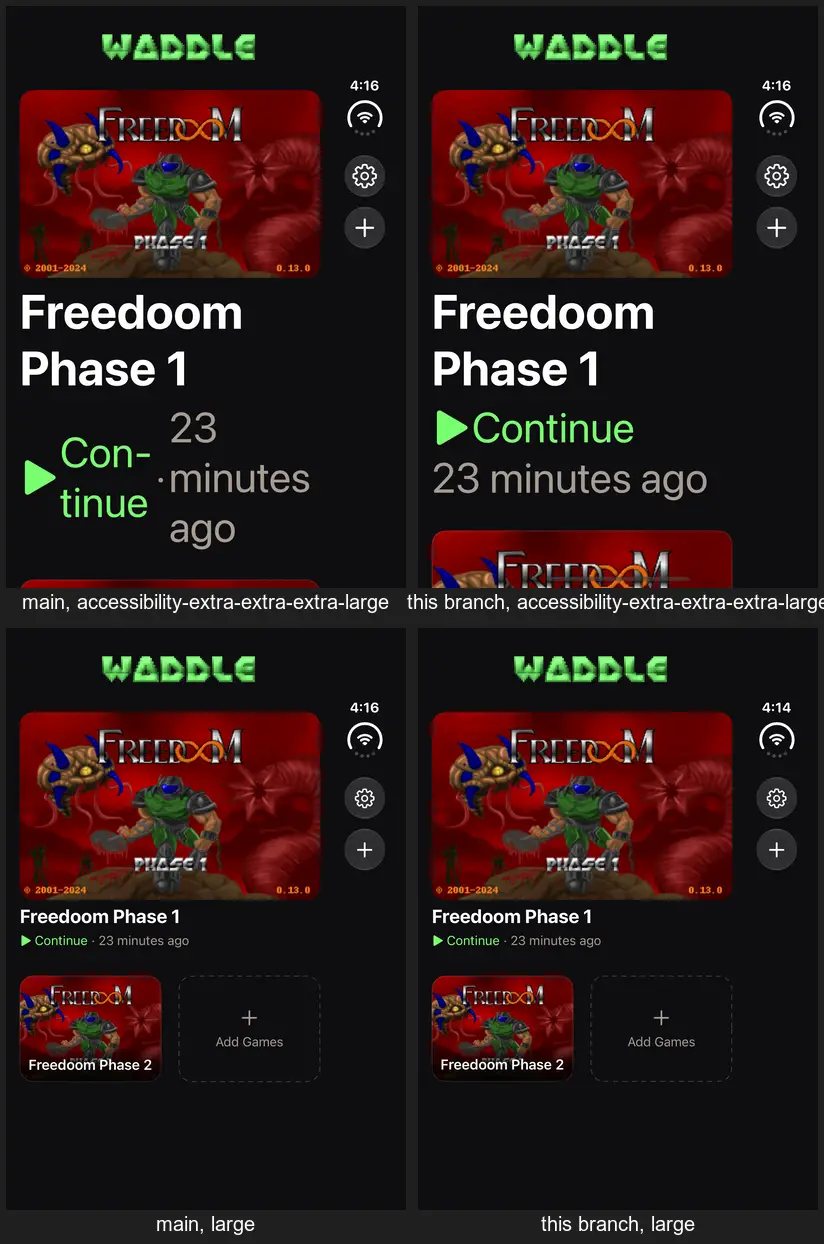 WADDLE
4:16
FREEDOOM
PHASE 1
© 2001-2024 0.13.0
Freedoom
Phase 1
Con-
tinue
·
23
minutes
ago
main, accessibility-extra-extra-extra-large
WADDLE
4:16
FREEDOOM
PHASE 1
© 2001-2024 0.13.0
Freedoom
Phase 1
Continue
23 minutes ago
FREEDOOM
this branch, accessibility-extra-extra-extra-large
WADDLE
4:16
FREEDOOM
PHASE 1
© 2001-2024 0.13.0
Freedoom Phase 1
Continue · 23 minutes ago
FREEDOOM
Freedoom Phase 2
Add Games
main, large
WADDLE
4:14
FREEDOOM
PHASE 1
© 2001-2024 0.13.0
Freedoom Phase 1
Continue · 23 minutes ago
FREEDOOM
Freedoom Phase 2
Add Games
this branch, large